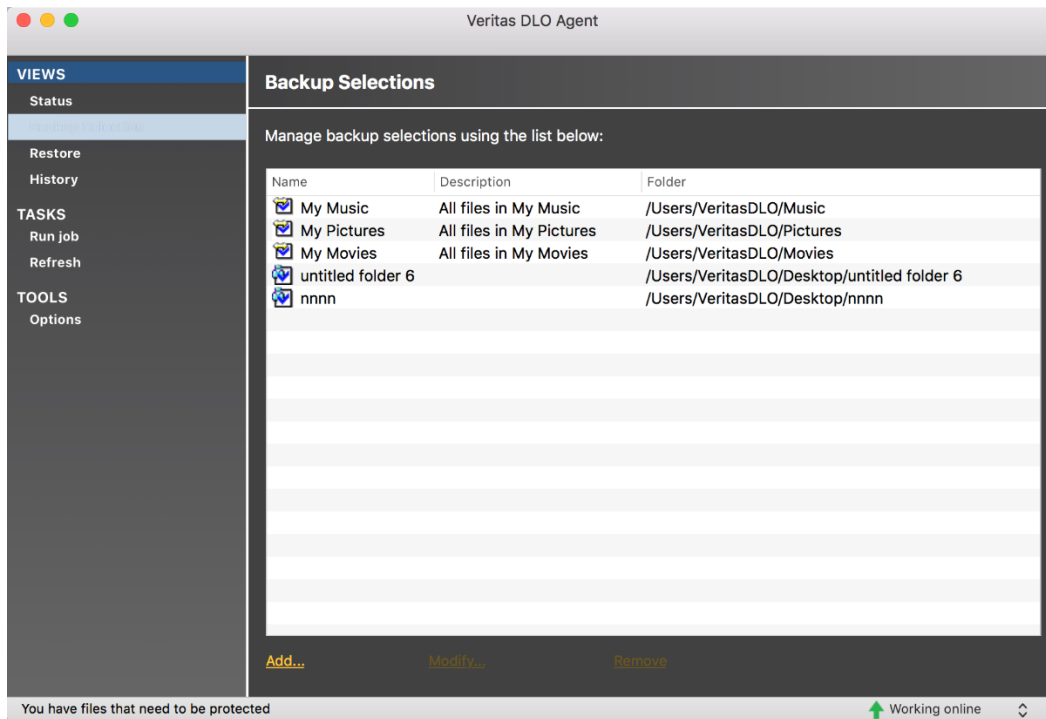 Veritas DLO Agent
VIEWS
Status
Restore
History
TASKS
Run job
Refresh
TOOLS
Options
Backup Selections
Manage backup selections using the list below:
Name Description Folder
My Music All files in My Music /Users/VeritasDLO/Music
My Pictures All files in My Pictures /Users/VeritasDLO/Pictures
My Movies All files in My Movies /Users/VeritasDLO/Movies
untitled folder 6 /Users/VeritasDLO/Desktop/untitled folder 6
nnnn /Users/VeritasDLO/Desktop/nnnn
Add... Modify... Remove
You have files that need to be protected Working online